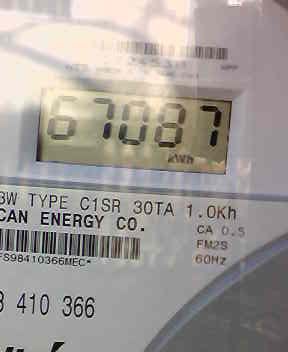 67087
kWh
3W TYPE C1SR 30TA 1.0Kh
CAN ENERGY CO.
CA 0.5
FM2S
60Hz
FS98410366MEC*
8 410 366